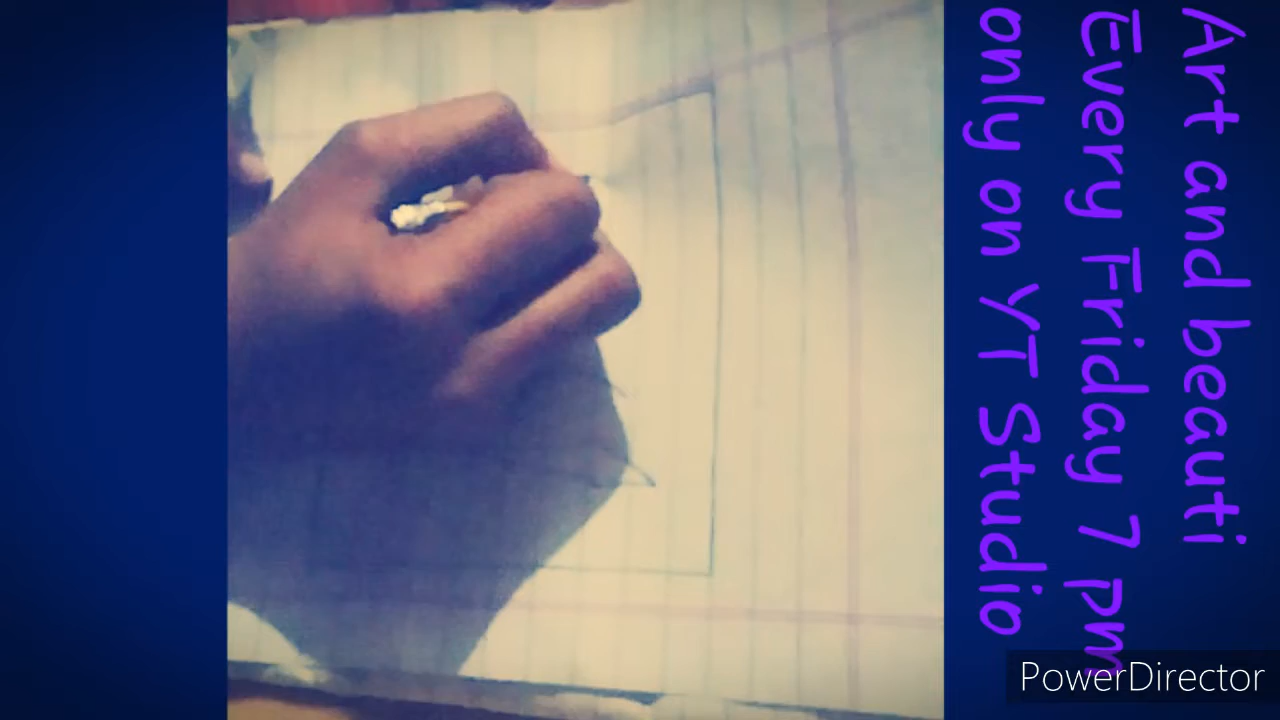 Art and beauti
Every Friday 7 pm
only on YT Studio
PowerDirector